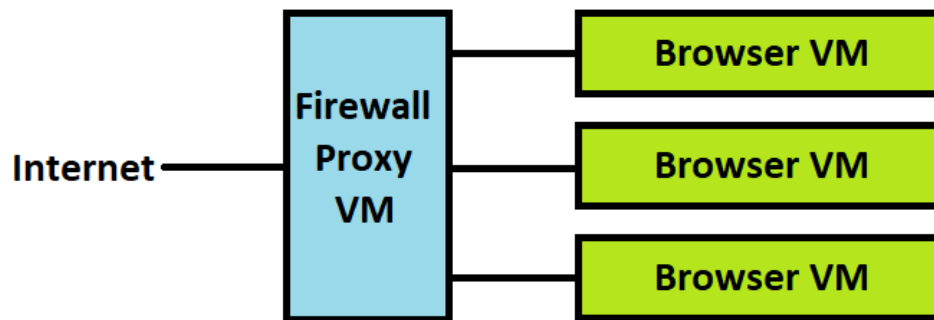 Internet
Firewall
Proxy
VM
Browser VM
Browser VM
Browser VM